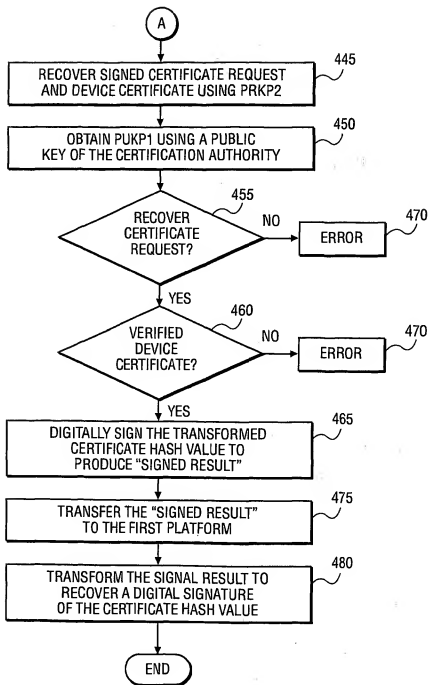 A
RECOVER SIGNED CERTIFICATE REQUEST
AND DEVICE CERTIFICATE USING PRKP2
445
OBTAIN PUKP1 USING A PUBLIC
KEY OF THE CERTIFICATION AUTHORITY
450
RECOVER
CERTIFICATE
REQUEST?
455
NO
ERROR
470
YES
VERIFIED
DEVICE
CERTIFICATE?
460
NO
ERROR
470
YES
DIGITALLY SIGN THE TRANSFORMED
CERTIFICATE HASH VALUE TO
PRODUCE "SIGNED RESULT"
465
TRANSFER THE "SIGNED RESULT"
TO THE FIRST PLATFORM
475
TRANSFORM THE SIGNAL RESULT TO
RECOVER A DIGITAL SIGNATURE
OF THE CERTIFICATE HASH VALUE
480
END